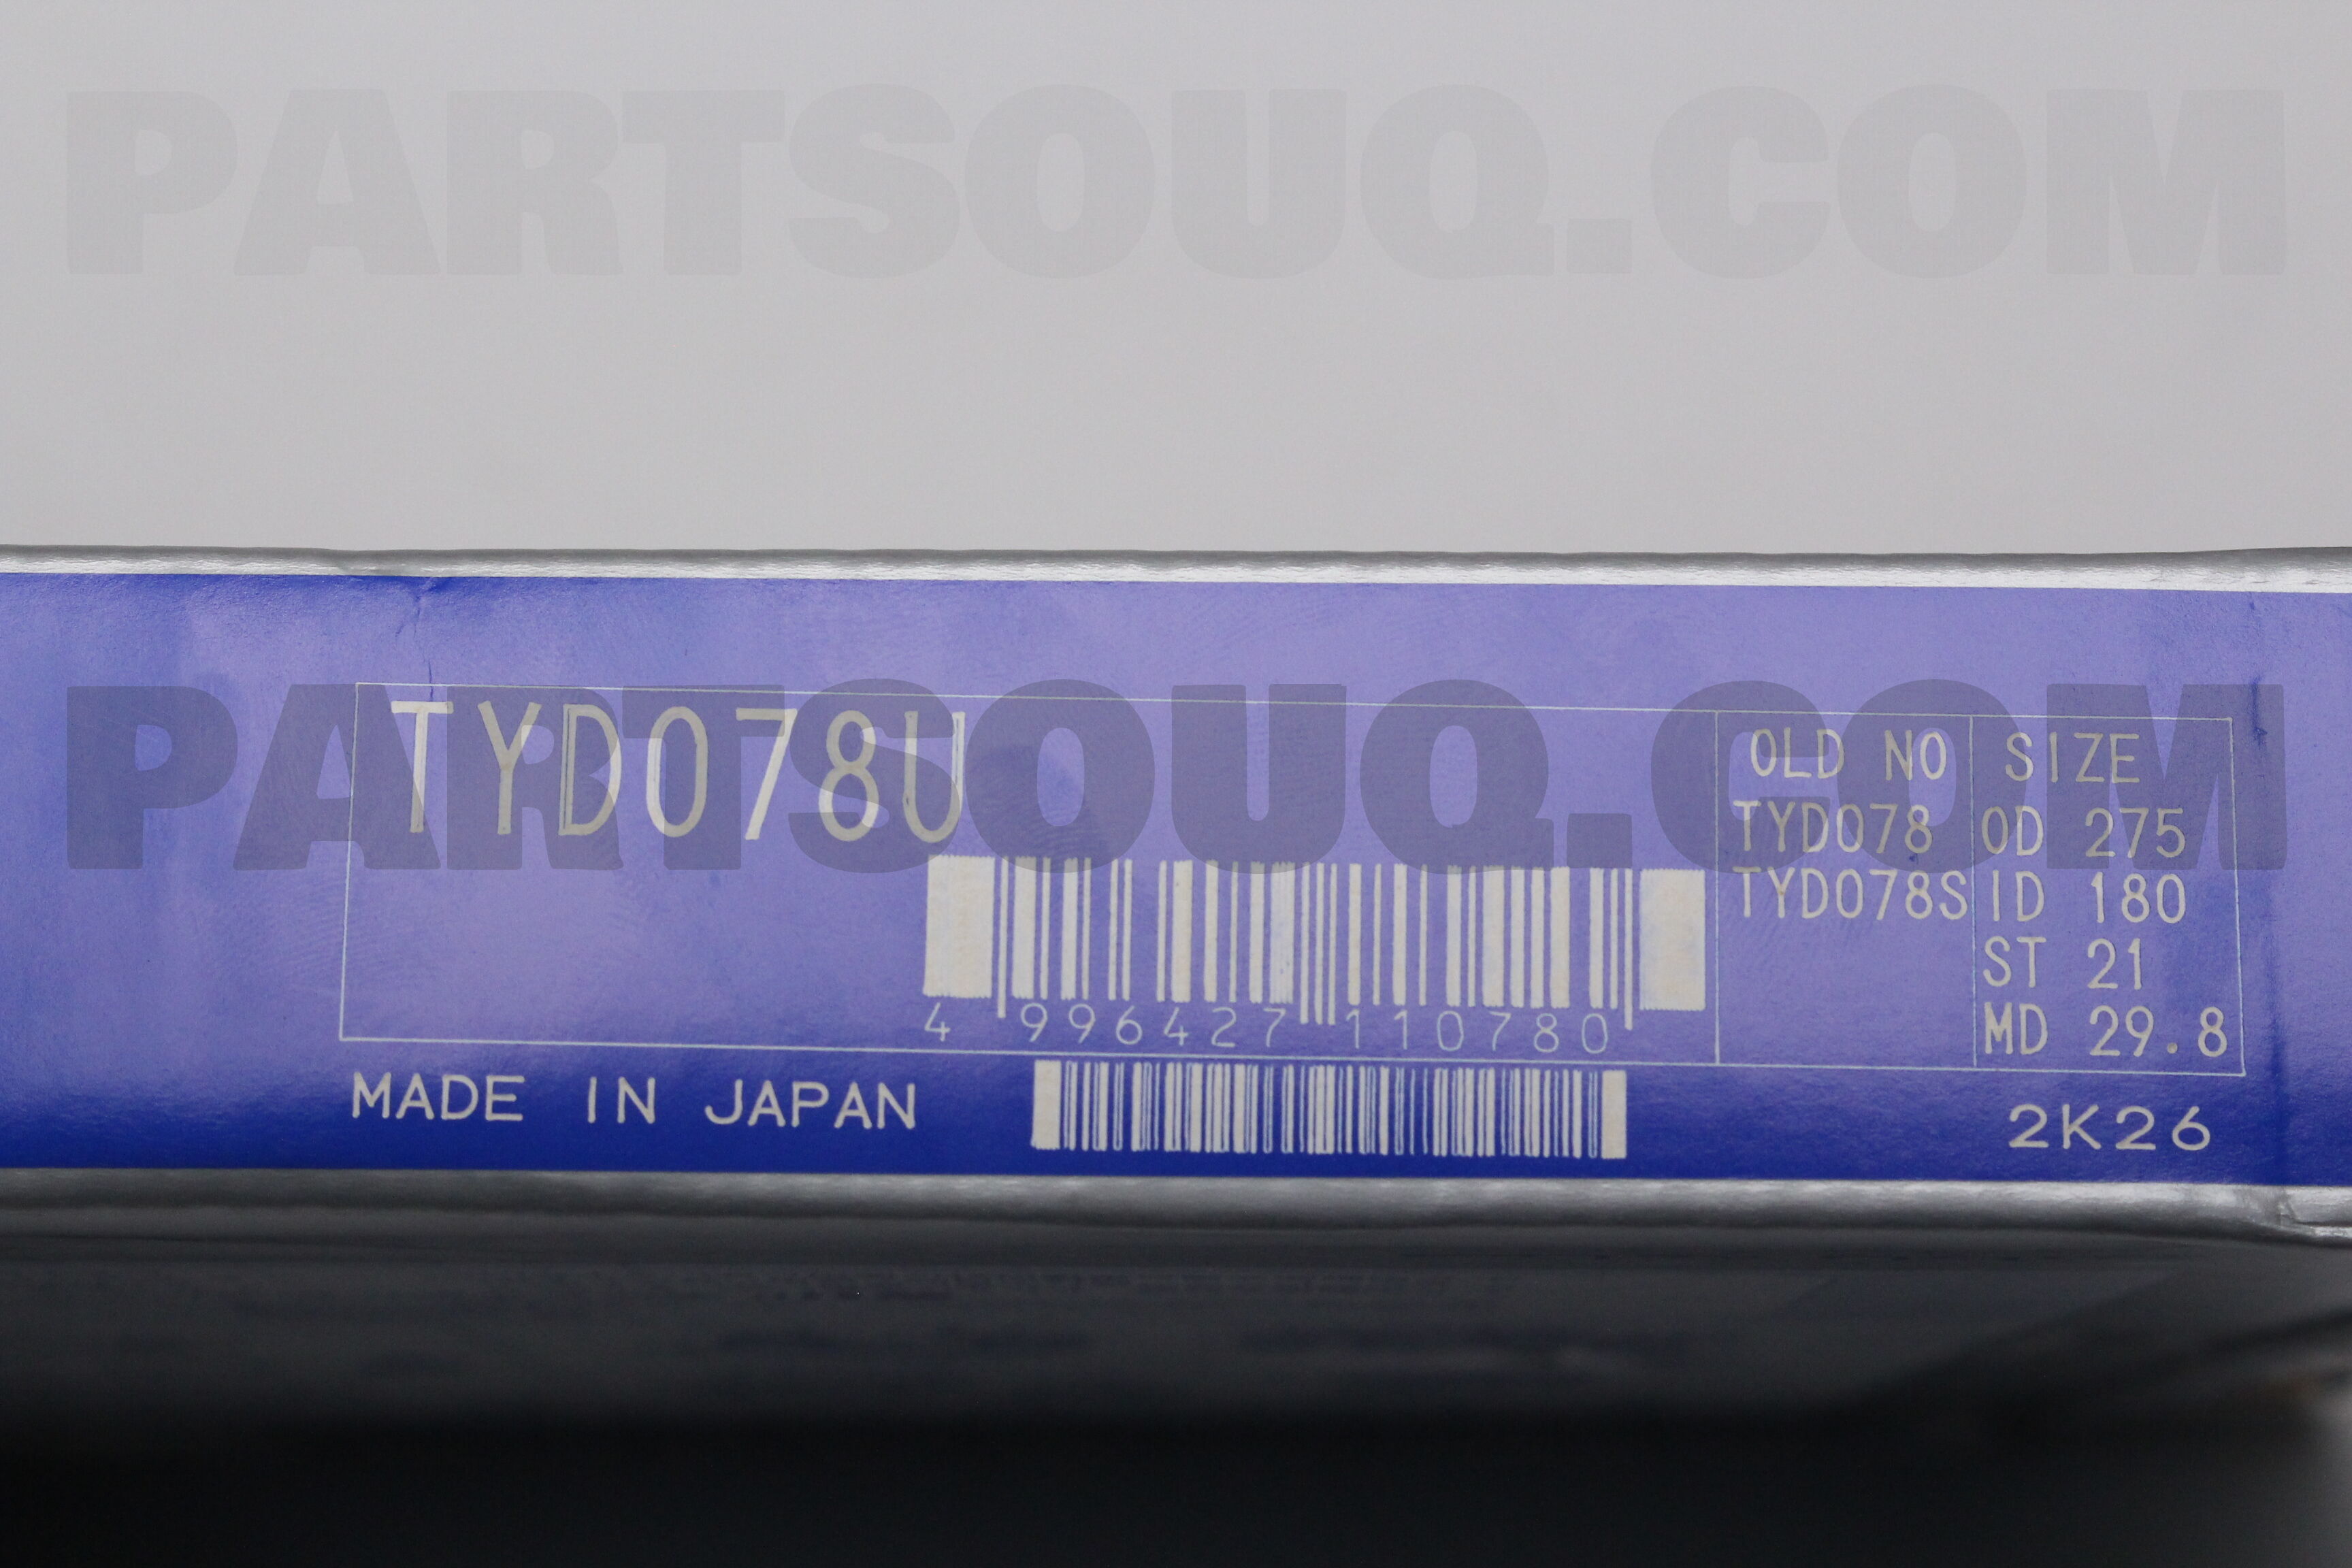 PARTSOUQ.COM
PARTSOUQ.COM
TYD078U
4 996427 110780
OLD NO
TYD078
TYD078S
SIZE
OD 275
ID 180
ST 21
MD 29.8
MADE IN JAPAN
2K26